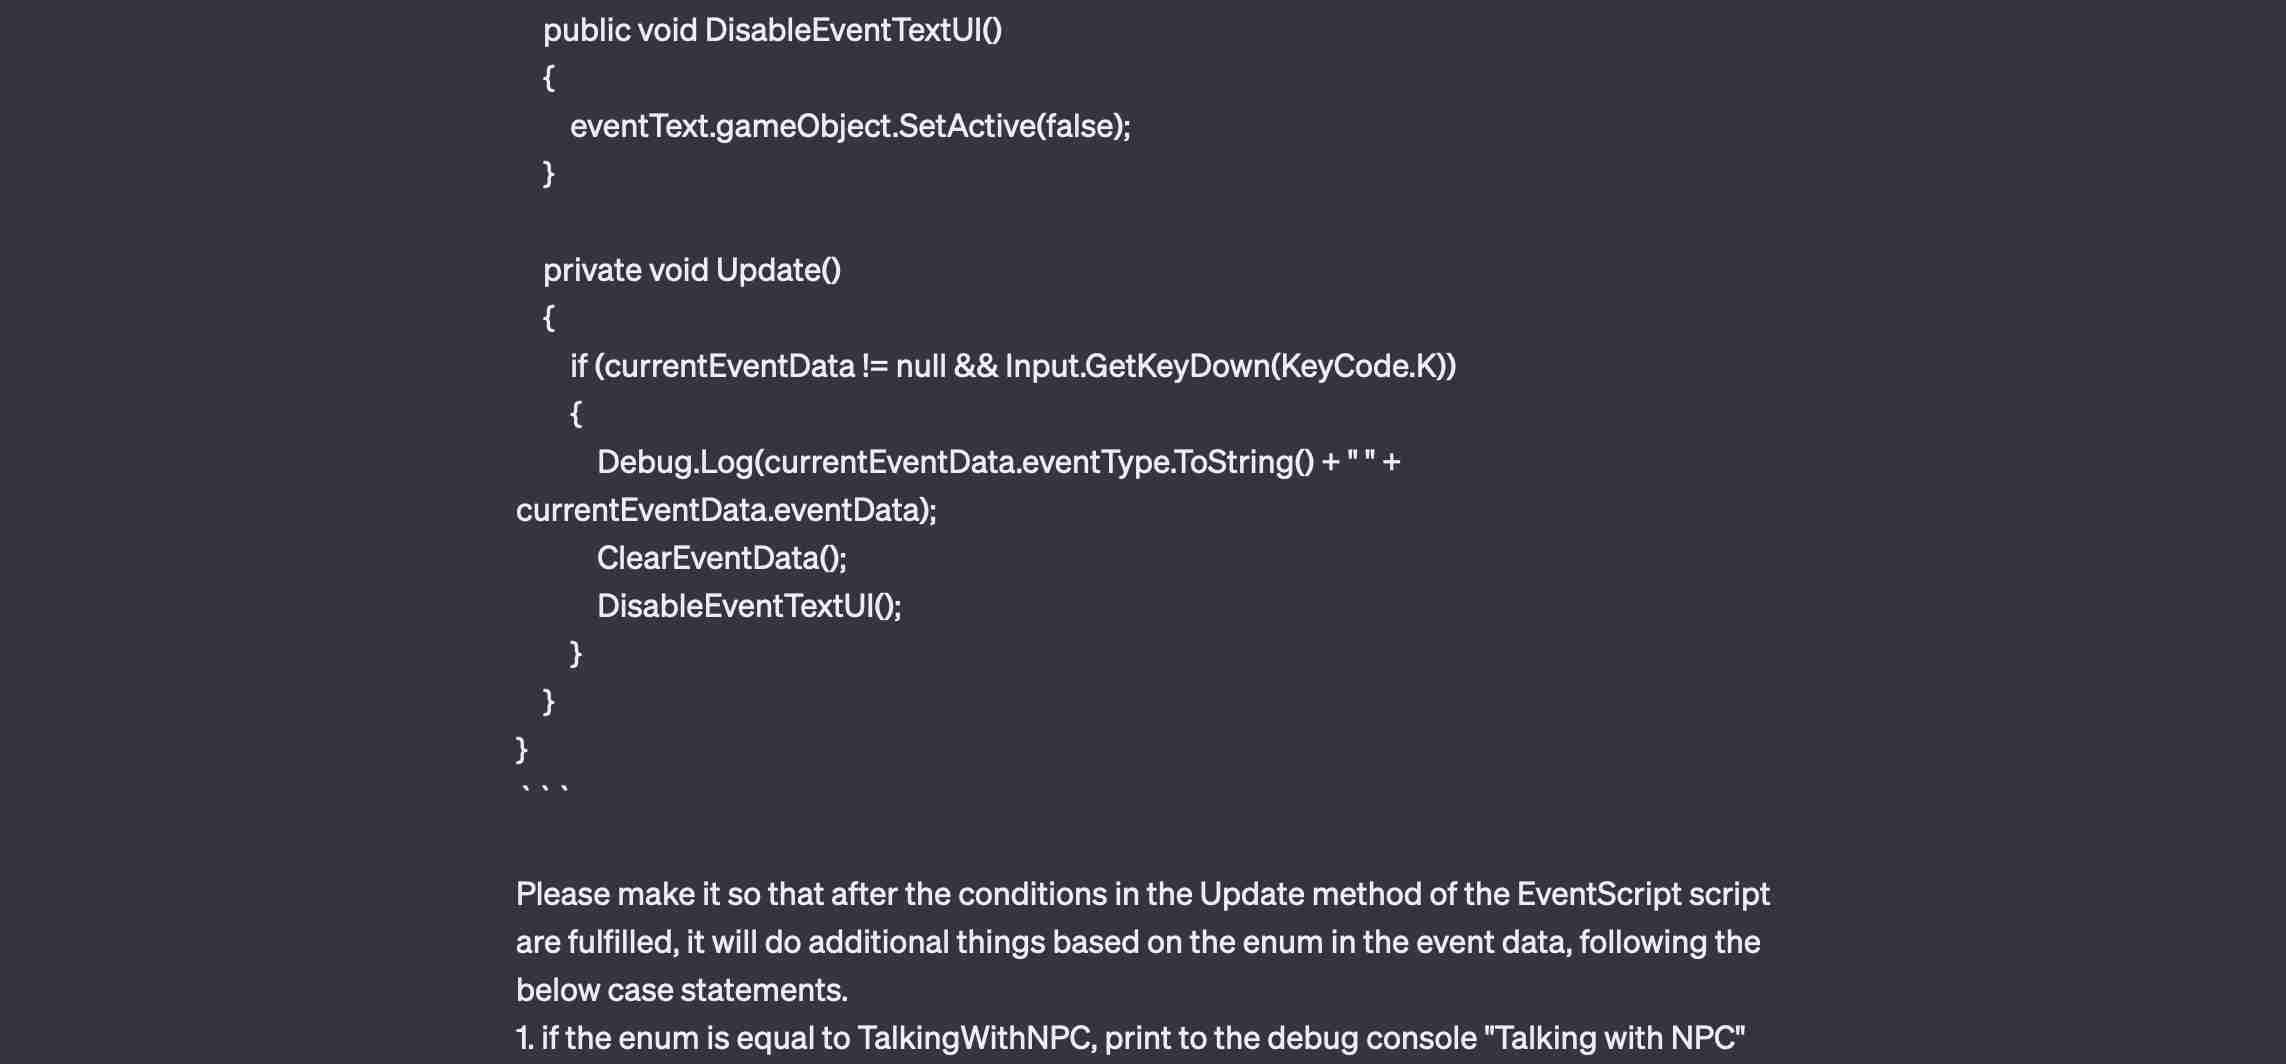 public void DisableEventTextUI()
{
eventText.gameObject.SetActive(false);
}
private void Update()
{
if (currentEventData != null && Input.GetKeyDown(KeyCode.K))
{
Debug.Log(currentEventData.eventType.ToString() + " " +
currentEventData.eventData);
ClearEventData();
DisableEventTextUI();
}
}
}
```
Please make it so that after the conditions in the Update method of the EventScript script
are fulfilled, it will do additional things based on the enum in the event data, following the
below case statements.
1. if the enum is equal to TalkingWithNPC, print to the debug console "Talking with NPC"